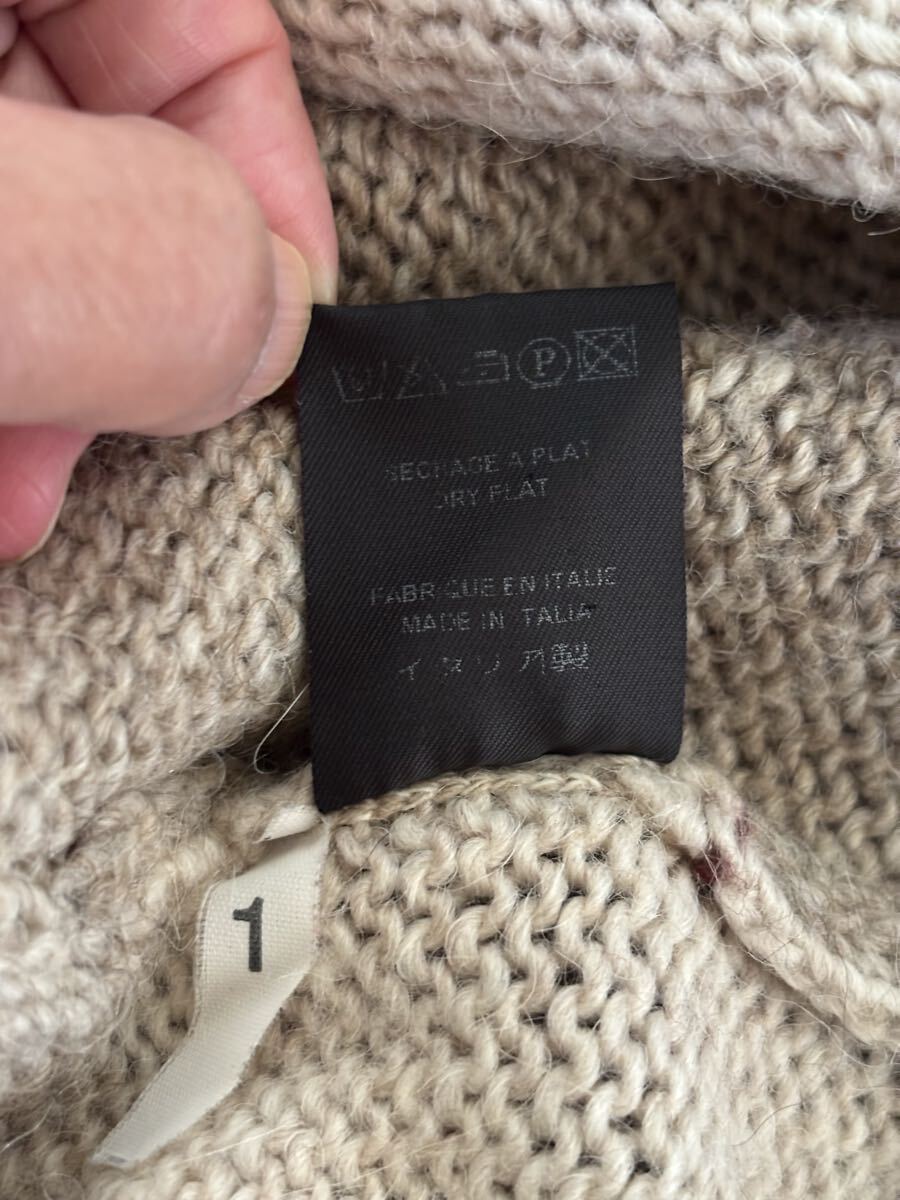 P
SECHAGE A PLAT
DRY FLAT
FABRIQUE EN ITALIE
MADE IN ITALIA
イタリア製
1